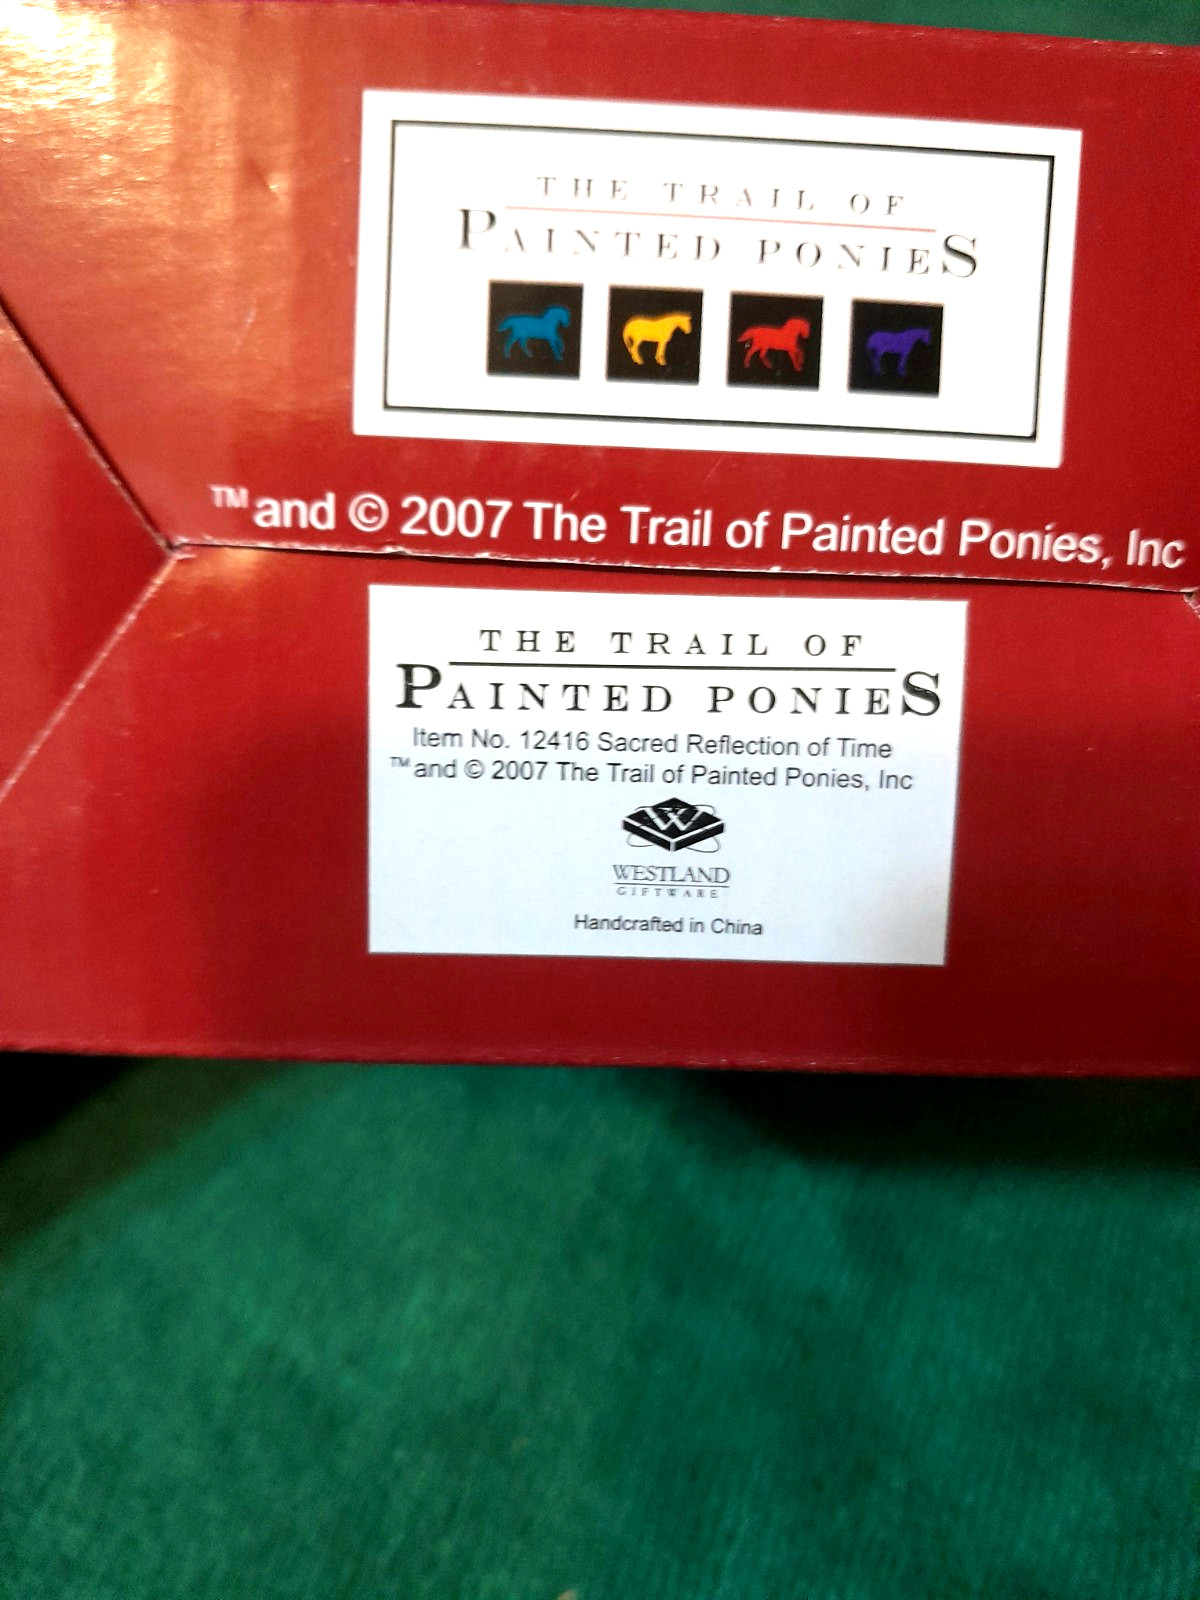 THE TRAIL OF
PAINTED PONIES
™ and © 2007 The Trail of Painted Ponies, Inc
THE TRAIL OF
PAINTED PONIES
Item No. 12416 Sacred Reflection of Time
™ and © 2007 The Trail of Painted Ponies, Inc
W
WESTLAND
GIFTWARE
Handcrafted in China